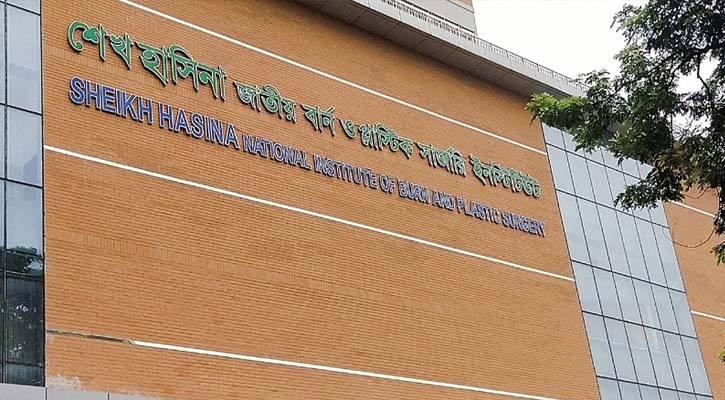 শেখ হাসিনা জাতীয় বার্ন ও প্লাস্টিক সার্জারি ইনস্টিটিউট
SHEIKH HASINA NATIONAL INSTITUTE OF BURN AND PLASTIC SURGERY